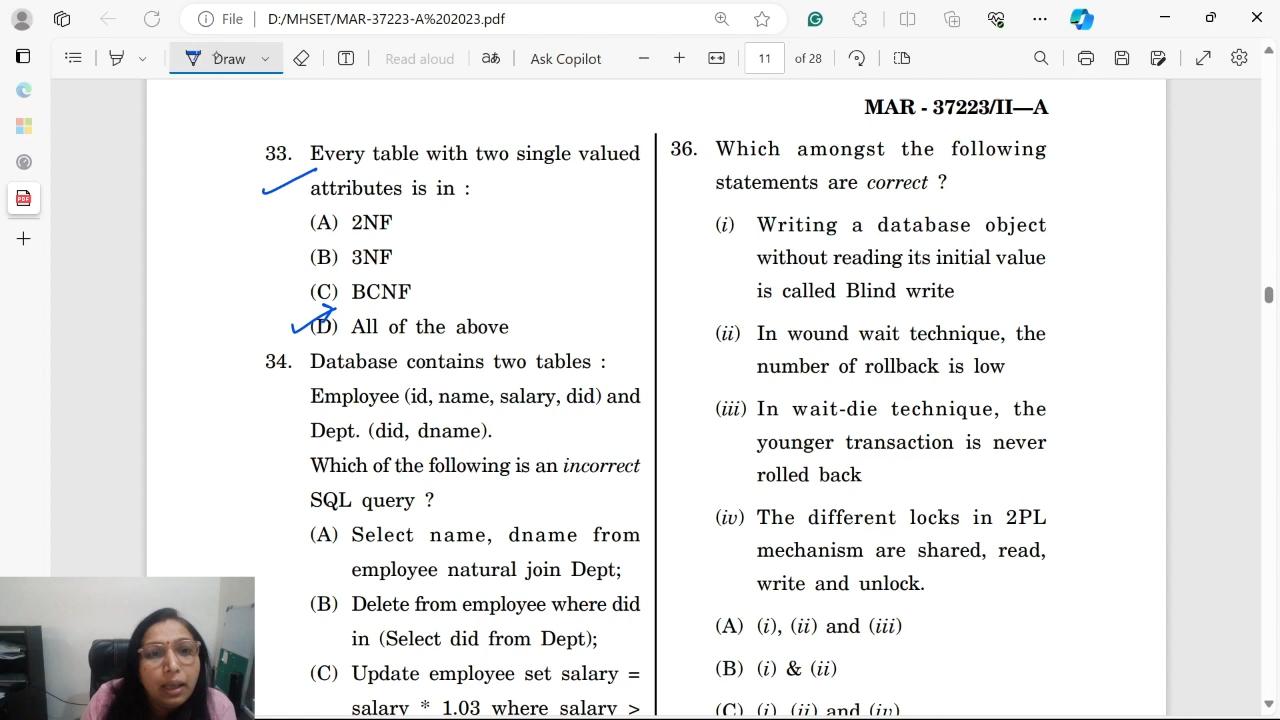 File
D:/MHSET/MAR-37223-A%202023.pdf
Draw
Read aloud
aあ
Ask Copilot
11
of 28
MAR - 37223/II—A
33. Every table with two single valued
attributes is in :
(A) 2NF
(B) 3NF
(C) BCNF
(D) All of the above
34. Database contains two tables :
Employee (id, name, salary, did) and
Dept. (did, dname).
Which of the following is an incorrect
SQL query ?
(A) Select name, dname from
employee natural join Dept;
(B) Delete from employee where did
in (Select did from Dept);
(C) Update employee set salary =
salary * 1.03 where salary >
36. Which amongst the following
statements are correct ?
(i) Writing a database object
without reading its initial value
is called Blind write
(ii) In wound wait technique, the
number of rollback is low
(iii) In wait-die technique, the
younger transaction is never
rolled back
(iv) The different locks in 2PL
mechanism are shared, read,
write and unlock.
(A) (i), (ii) and (iii)
(B) (i) & (ii)
(C) (i), (ii) and (iv)
PDF